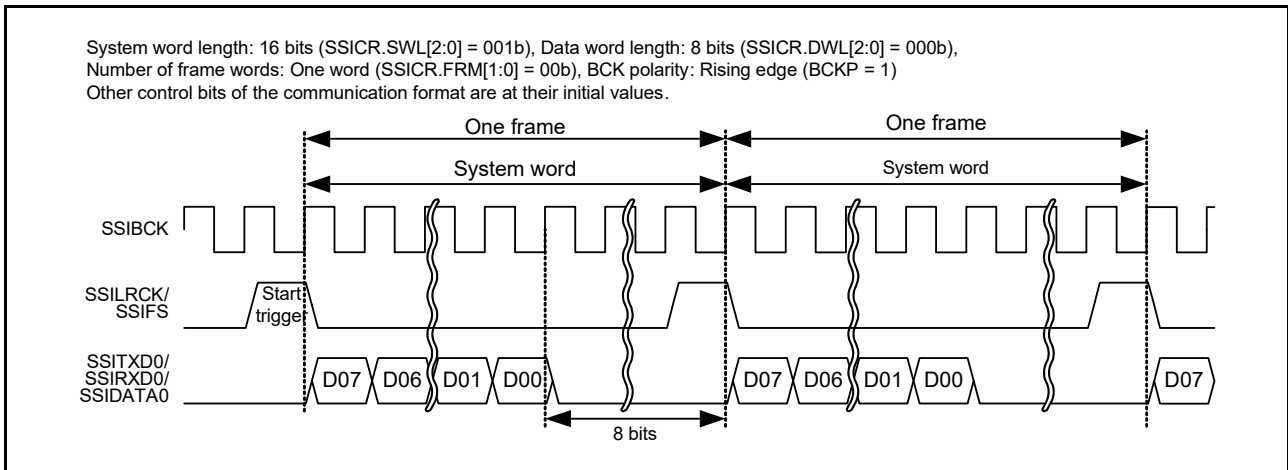 System word length: 16 bits (SSICR.SWL[2:0] = 001b), Data word length: 8 bits (SSICR.DWL[2:0] = 000b),
Number of frame words: One word (SSICR.FRM[1:0] = 00b), BCK polarity: Rising edge (BCKP = 1)
Other control bits of the communication format are at their initial values.
One frame One frame
System word System word
SSIBCK
SSILRCK/
SSIFS
Start
trigger
SSITXD0/
SSIRXD0/
SSIDATA0
D07 D06 D01 D00 D07 D06 D01 D00 D07
8 bits